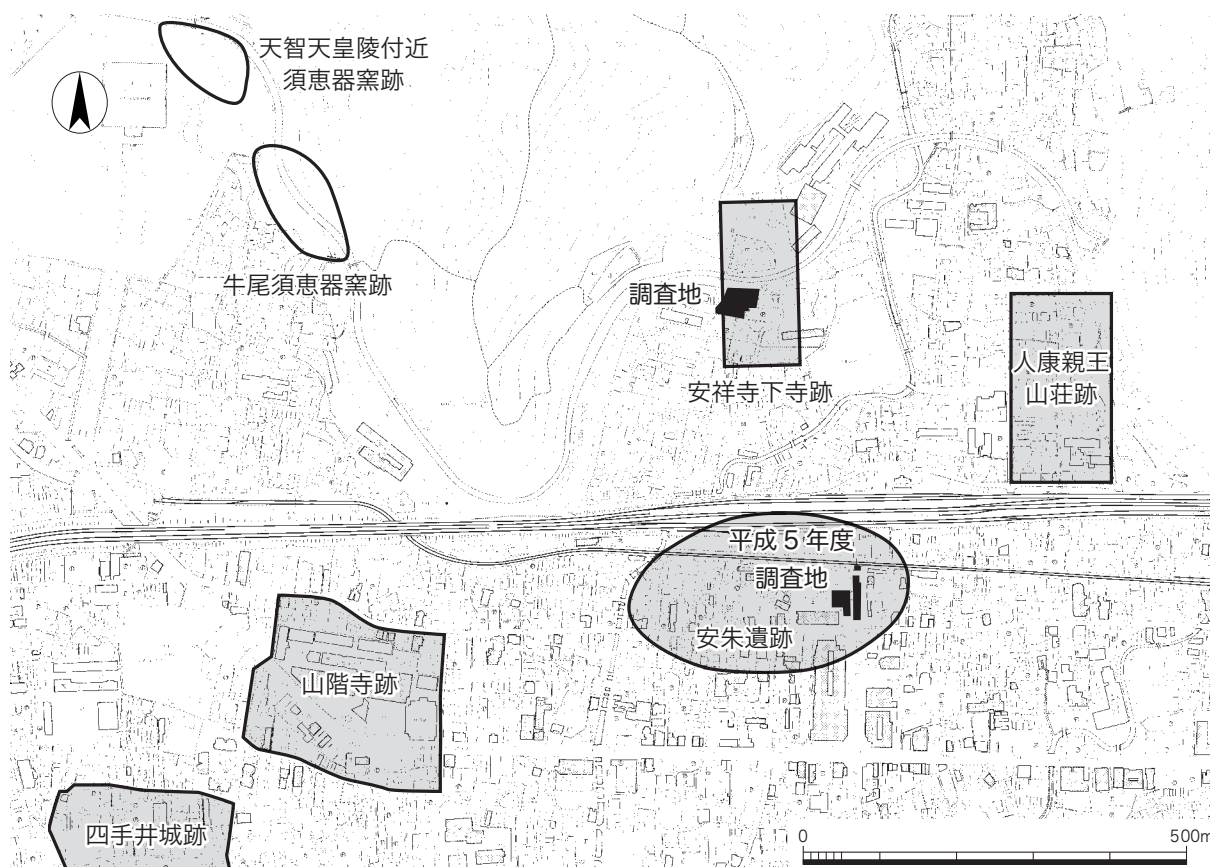 天智天皇陵付近
須恵器窯跡
牛尾須恵器窯跡
調査地
安祥寺下寺跡
人康親王
山荘跡
平成5年度
調査地
安朱遺跡
山階寺跡
四手井城跡
0
500m